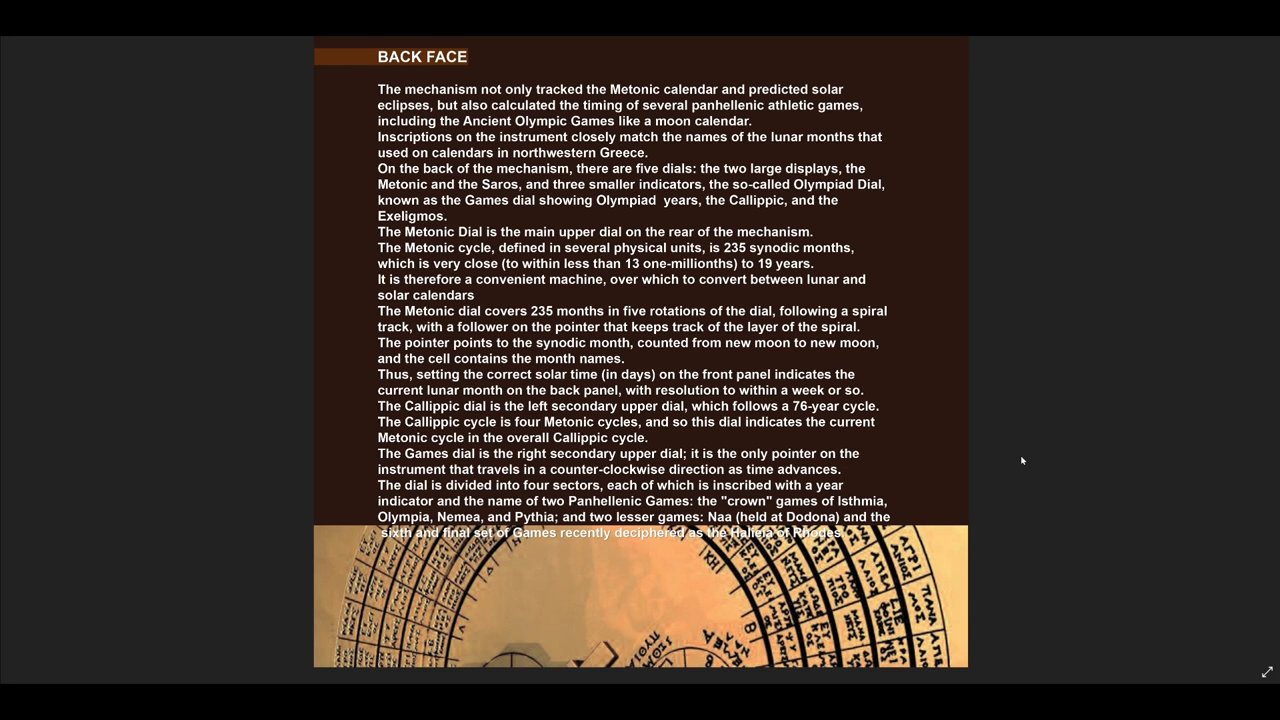 BACK FACE
The mechanism not only tracked the Metonic calendar and predicted solar
eclipses, but also calculated the timing of several panhellenic athletic games,
including the Ancient Olympic Games like a moon calendar.
Inscriptions on the instrument closely match the names of the lunar months that
used on calendars in northwestern Greece.
On the back of the mechanism, there are five dials: the two large displays, the
Metonic and the Saros, and three smaller indicators, the so-called Olympiad Dial,
known as the Games dial showing Olympiad  years, the Callippic, and the
Exeligmos.
The Metonic Dial is the main upper dial on the rear of the mechanism.
The Metonic cycle, defined in several physical units, is 235 synodic months,
which is very close (to within less than 13 one-millionths) to 19 years.
It is therefore a convenient machine, over which to convert between lunar and
solar calendars
The Metonic dial covers 235 months in five rotations of the dial, following a spiral
track, with a follower on the pointer that keeps track of the layer of the spiral.
The pointer points to the synodic month, counted from new moon to new moon,
and the cell contains the month names.
Thus, setting the correct solar time (in days) on the front panel indicates the
current lunar month on the back panel, with resolution to within a week or so.
The Callippic dial is the left secondary upper dial, which follows a 76-year cycle.
The Callippic cycle is four Metonic cycles, and so this dial indicates the current
Metonic cycle in the overall Callippic cycle.
The Games dial is the right secondary upper dial; it is the only pointer on the
instrument that travels in a counter-clockwise direction as time advances.
The dial is divided into four sectors, each of which is inscribed with a year
indicator and the name of two Panhellenic Games: the "crown" games of Isthmia,
Olympia, Nemea, and Pythia; and two lesser games: Naa (held at Dodona) and the
sixth and final set of Games recently deciphered as the Halieia of Rhodes.
ΚΗ
Β